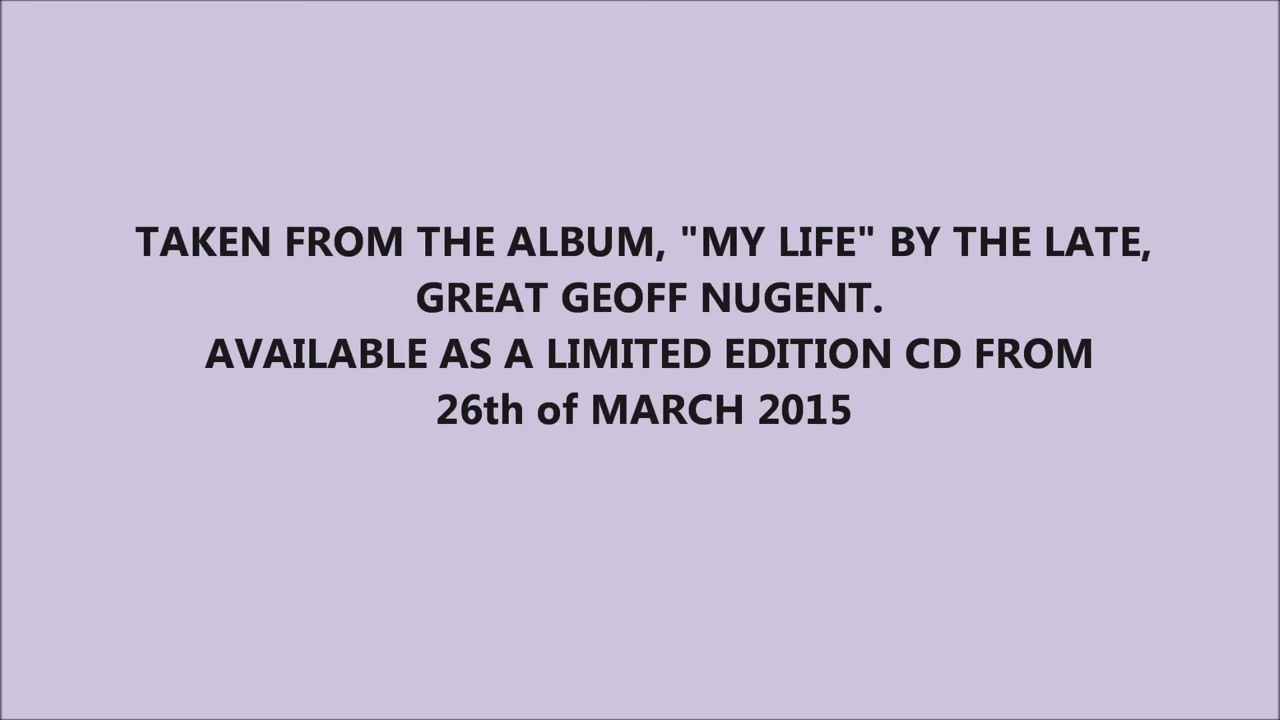 TAKEN FROM THE ALBUM, "MY LIFE" BY THE LATE,
GREAT GEOFF NUGENT.
AVAILABLE AS A LIMITED EDITION CD FROM
26th of MARCH 2015